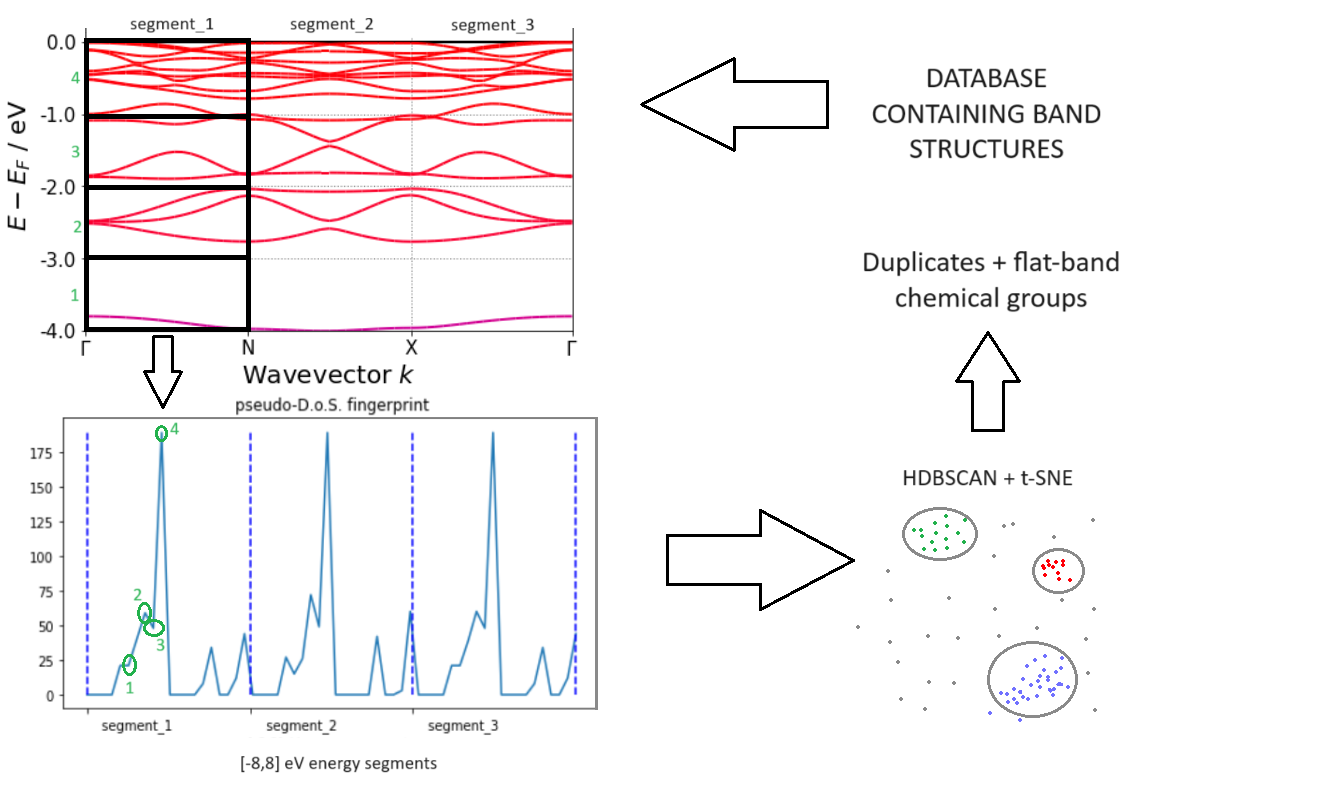 segment_1 segment_2 segment_3
0.0
4
-1.0
3
-2.0
2
-3.0
1
-4.0
E − E_F / eV
Γ N X Γ
Wavevector k
pseudo-D.o.S. fingerprint
4
175
150
125
100
75
2
50
3
25
1
0
segment_1 segment_2 segment_3
[-8,8] eV energy segments
DATABASE
CONTAINING BAND
STRUCTURES
Duplicates + flat-band
chemical groups
HDBSCAN + t-SNE